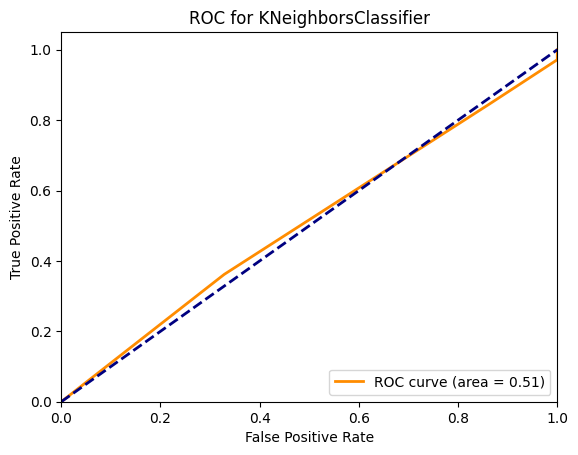 ROC for KNeighborsClassifier
True Positive Rate
1.0
0.8
0.6
0.4
0.2
0.0
ROC curve (area = 0.51)
0.0 0.2 0.4 0.6 0.8 1.0
False Positive Rate